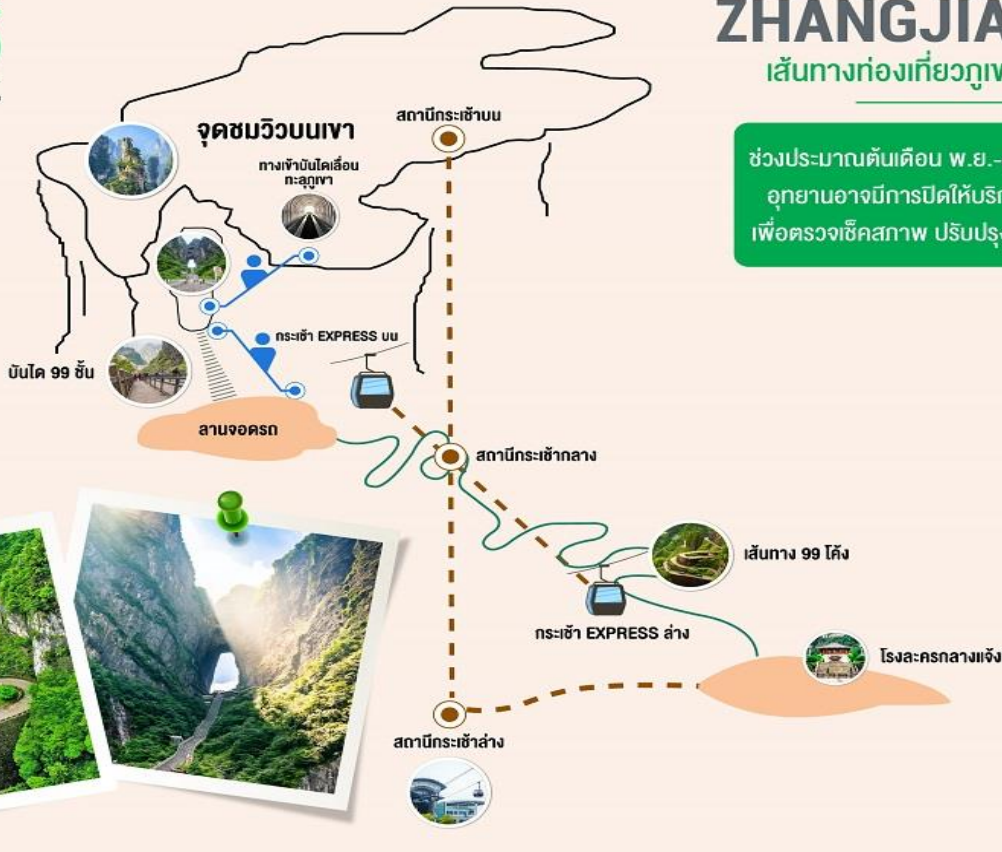 ZHANGJIA
เส้นทางท่องเที่ยวภูเข
ช่วงประมาณต้นเดือน พ.ย.-
อุทยานอาจมีการปิดให้บริก
เพื่อตรวจเช็คสภาพ ปรับปรุง
สถานีกระเช้าบน
จุดชมวิวบนเขา
ทางเข้าบันไดเลื่อน
ทะลุภูเขา
กระเช้า EXPRESS บน
บันได 99 ขั้น
ลานจอดรถ
สถานีกระเช้ากลาง
เส้นทาง 99 โค้ง
กระเช้า EXPRESS ล่าง
โรงละครกลางแจ้ง
สถานีกระเช้าล่าง